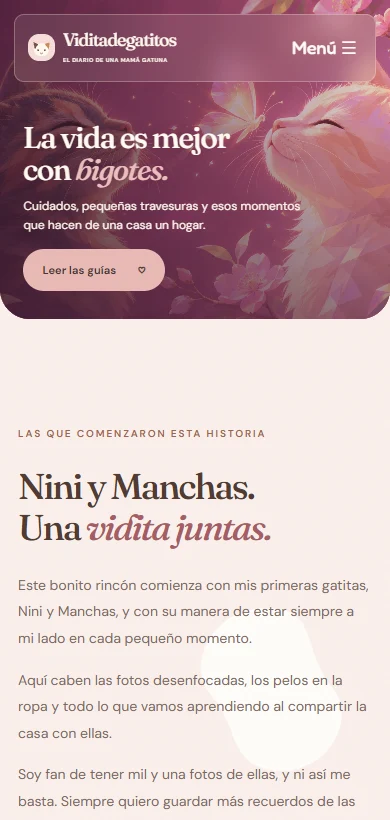 Viditadegatitos
EL DIARIO DE UNA MAMÁ GATUNA
Menú
La vida es mejor
con bigotes.
Cuidados, pequeñas travesuras y esos momentos
que hacen de una casa un hogar.
Leer las guías
LAS QUE COMENZARON ESTA HISTORIA
Nini y Manchas.
Una vidita juntas.
Este bonito rincón comienza con mis primeras gatitas,
Nini y Manchas, y con su manera de estar siempre a
mi lado en cada pequeño momento.
Aquí caben las fotos desenfocadas, los pelos en la
ropa y todo lo que vamos aprendiendo al compartir la
casa con ellas.
Soy fan de tener mil y una fotos de ellas, y ni así me
basta. Siempre quiero guardar más recuerdos de las